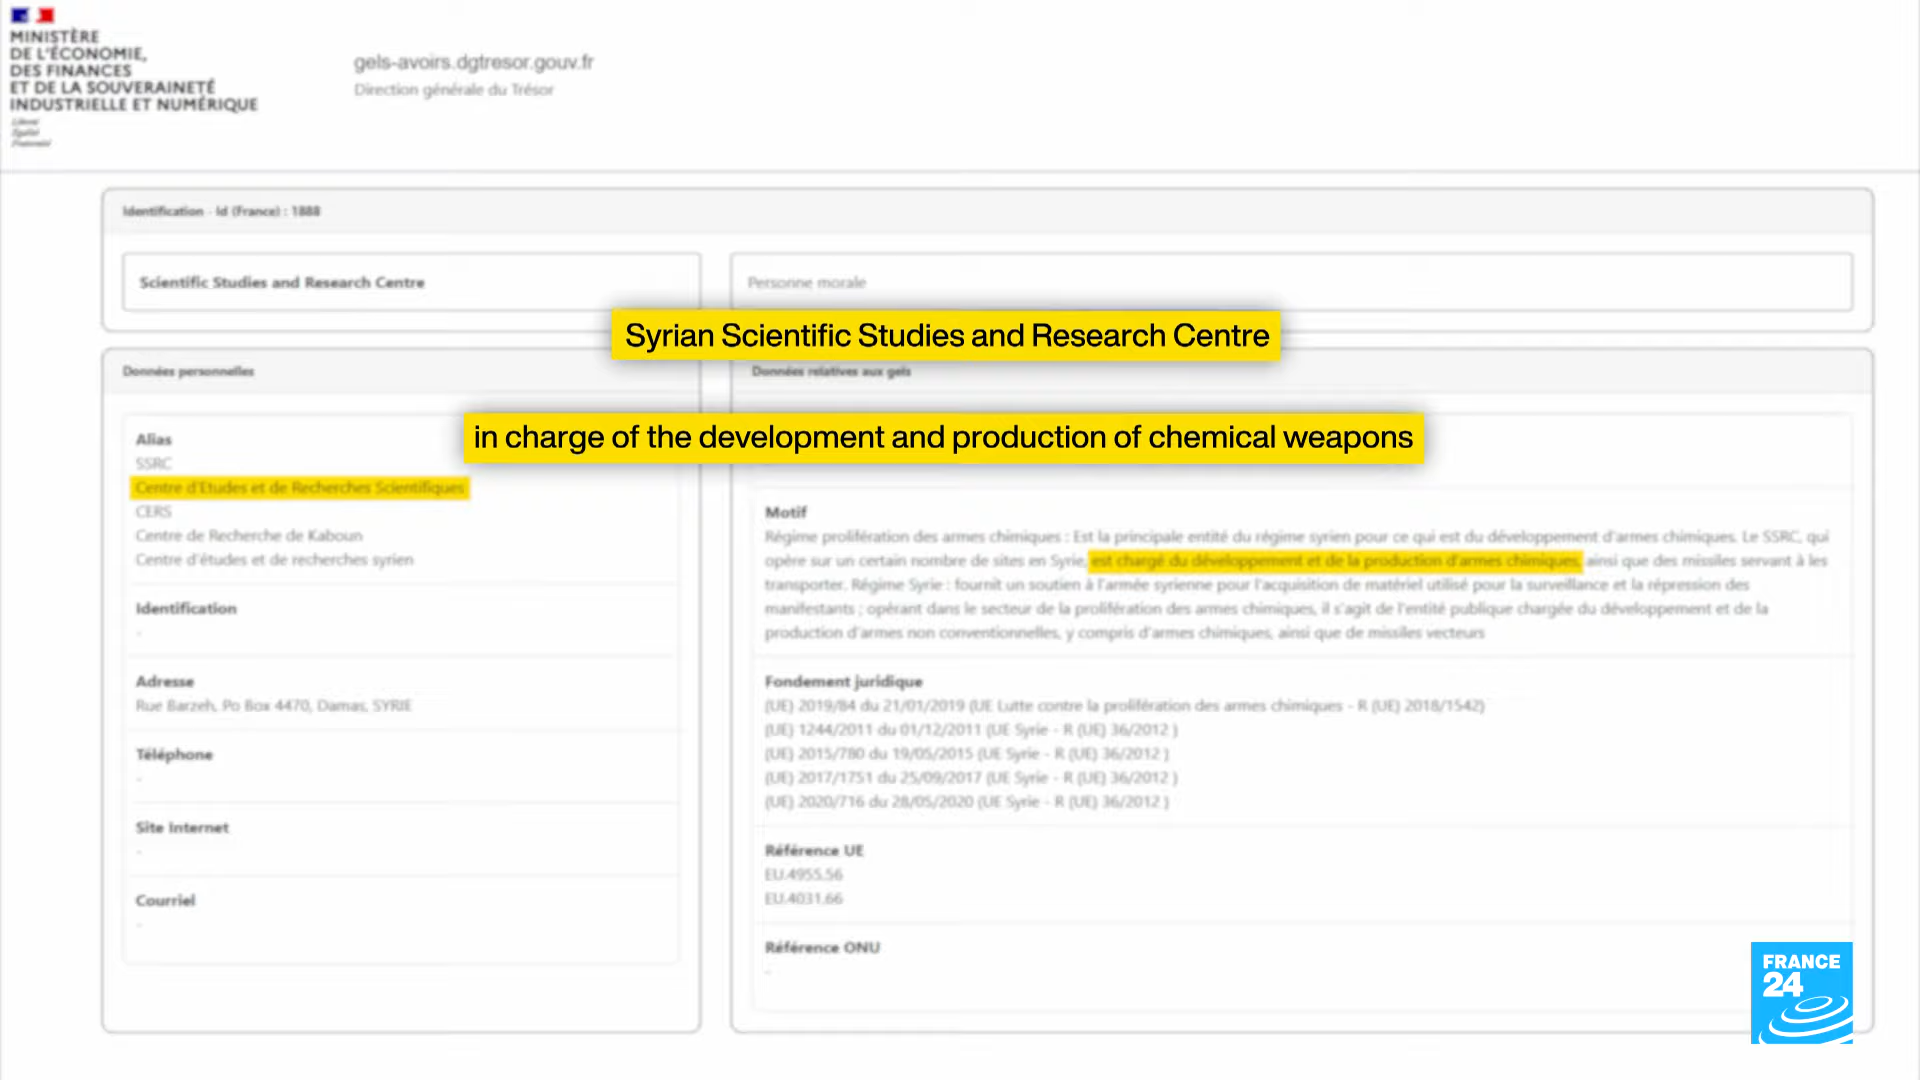 MINISTÈRE
DE L'ÉCONOMIE,
DES FINANCES
ET DE LA SOUVERAINETÉ
INDUSTRIELLE ET NUMÉRIQUE
Liberté
Égalité
Fraternité
gels-avoirs.dgtresor.gouv.fr
Direction générale du Trésor
Identification - Id (France) : 1888
Scientific Studies and Research Centre
Personne morale
Syrian Scientific Studies and Research Centre
in charge of the development and production of chemical weapons
Données personnelles
Alias
SSRC
Centre d'Etudes et de Recherches Scientifiques
CERS
Centre de Recherche de Kaboun
Centre d'études et de recherches syrien
Identification
-
Adresse
Rue Barzeh, Po Box 4470, Damas, SYRIE
Téléphone
-
Site Internet
-
Courriel
-
Données relatives aux gels
Motif
Régime prolifération des armes chimiques : Est la principale entité du régime syrien pour ce qui est du développement d'armes chimiques. Le SSRC, qui
opère sur un certain nombre de sites en Syrie, est chargé du développement et de la production d'armes chimiques, ainsi que des missiles servant à les
transporter. Régime Syrie : fournit un soutien à l'armée syrienne pour l'acquisition de matériel utilisé pour la surveillance et la répression des
manifestants ; opérant dans le secteur de la prolifération des armes chimiques, il s'agit de l'entité publique chargée du développement et de la
production d'armes non conventionnelles, y compris d'armes chimiques, ainsi que de missiles vecteurs
Fondement juridique
(UE) 2019/84 du 21/01/2019 (UE Lutte contre la prolifération des armes chimiques - R (UE) 2018/1542)
(UE) 1244/2011 du 01/12/2011 (UE Syrie - R (UE) 36/2012 )
(UE) 2015/780 du 19/05/2015 (UE Syrie - R (UE) 36/2012 )
(UE) 2017/1751 du 25/09/2017 (UE Syrie - R (UE) 36/2012 )
(UE) 2020/716 du 28/05/2020 (UE Syrie - R (UE) 36/2012 )
Référence UE
EU.4955.56
EU.4031.66
Référence ONU
-
FRANCE
24